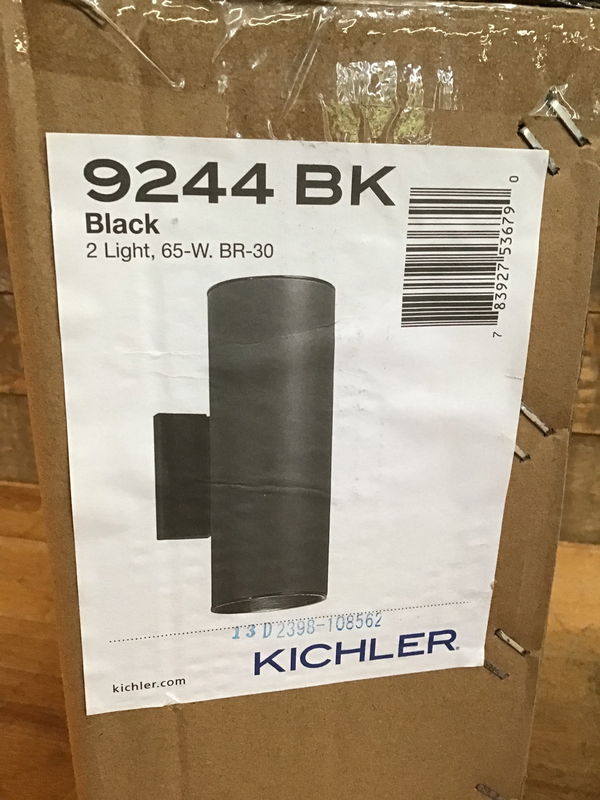 9244 BK
Black
2 Light, 65-W. BR-30
7 83927 53679 0
13 D 2398-108562
KICHLER
kichler.com